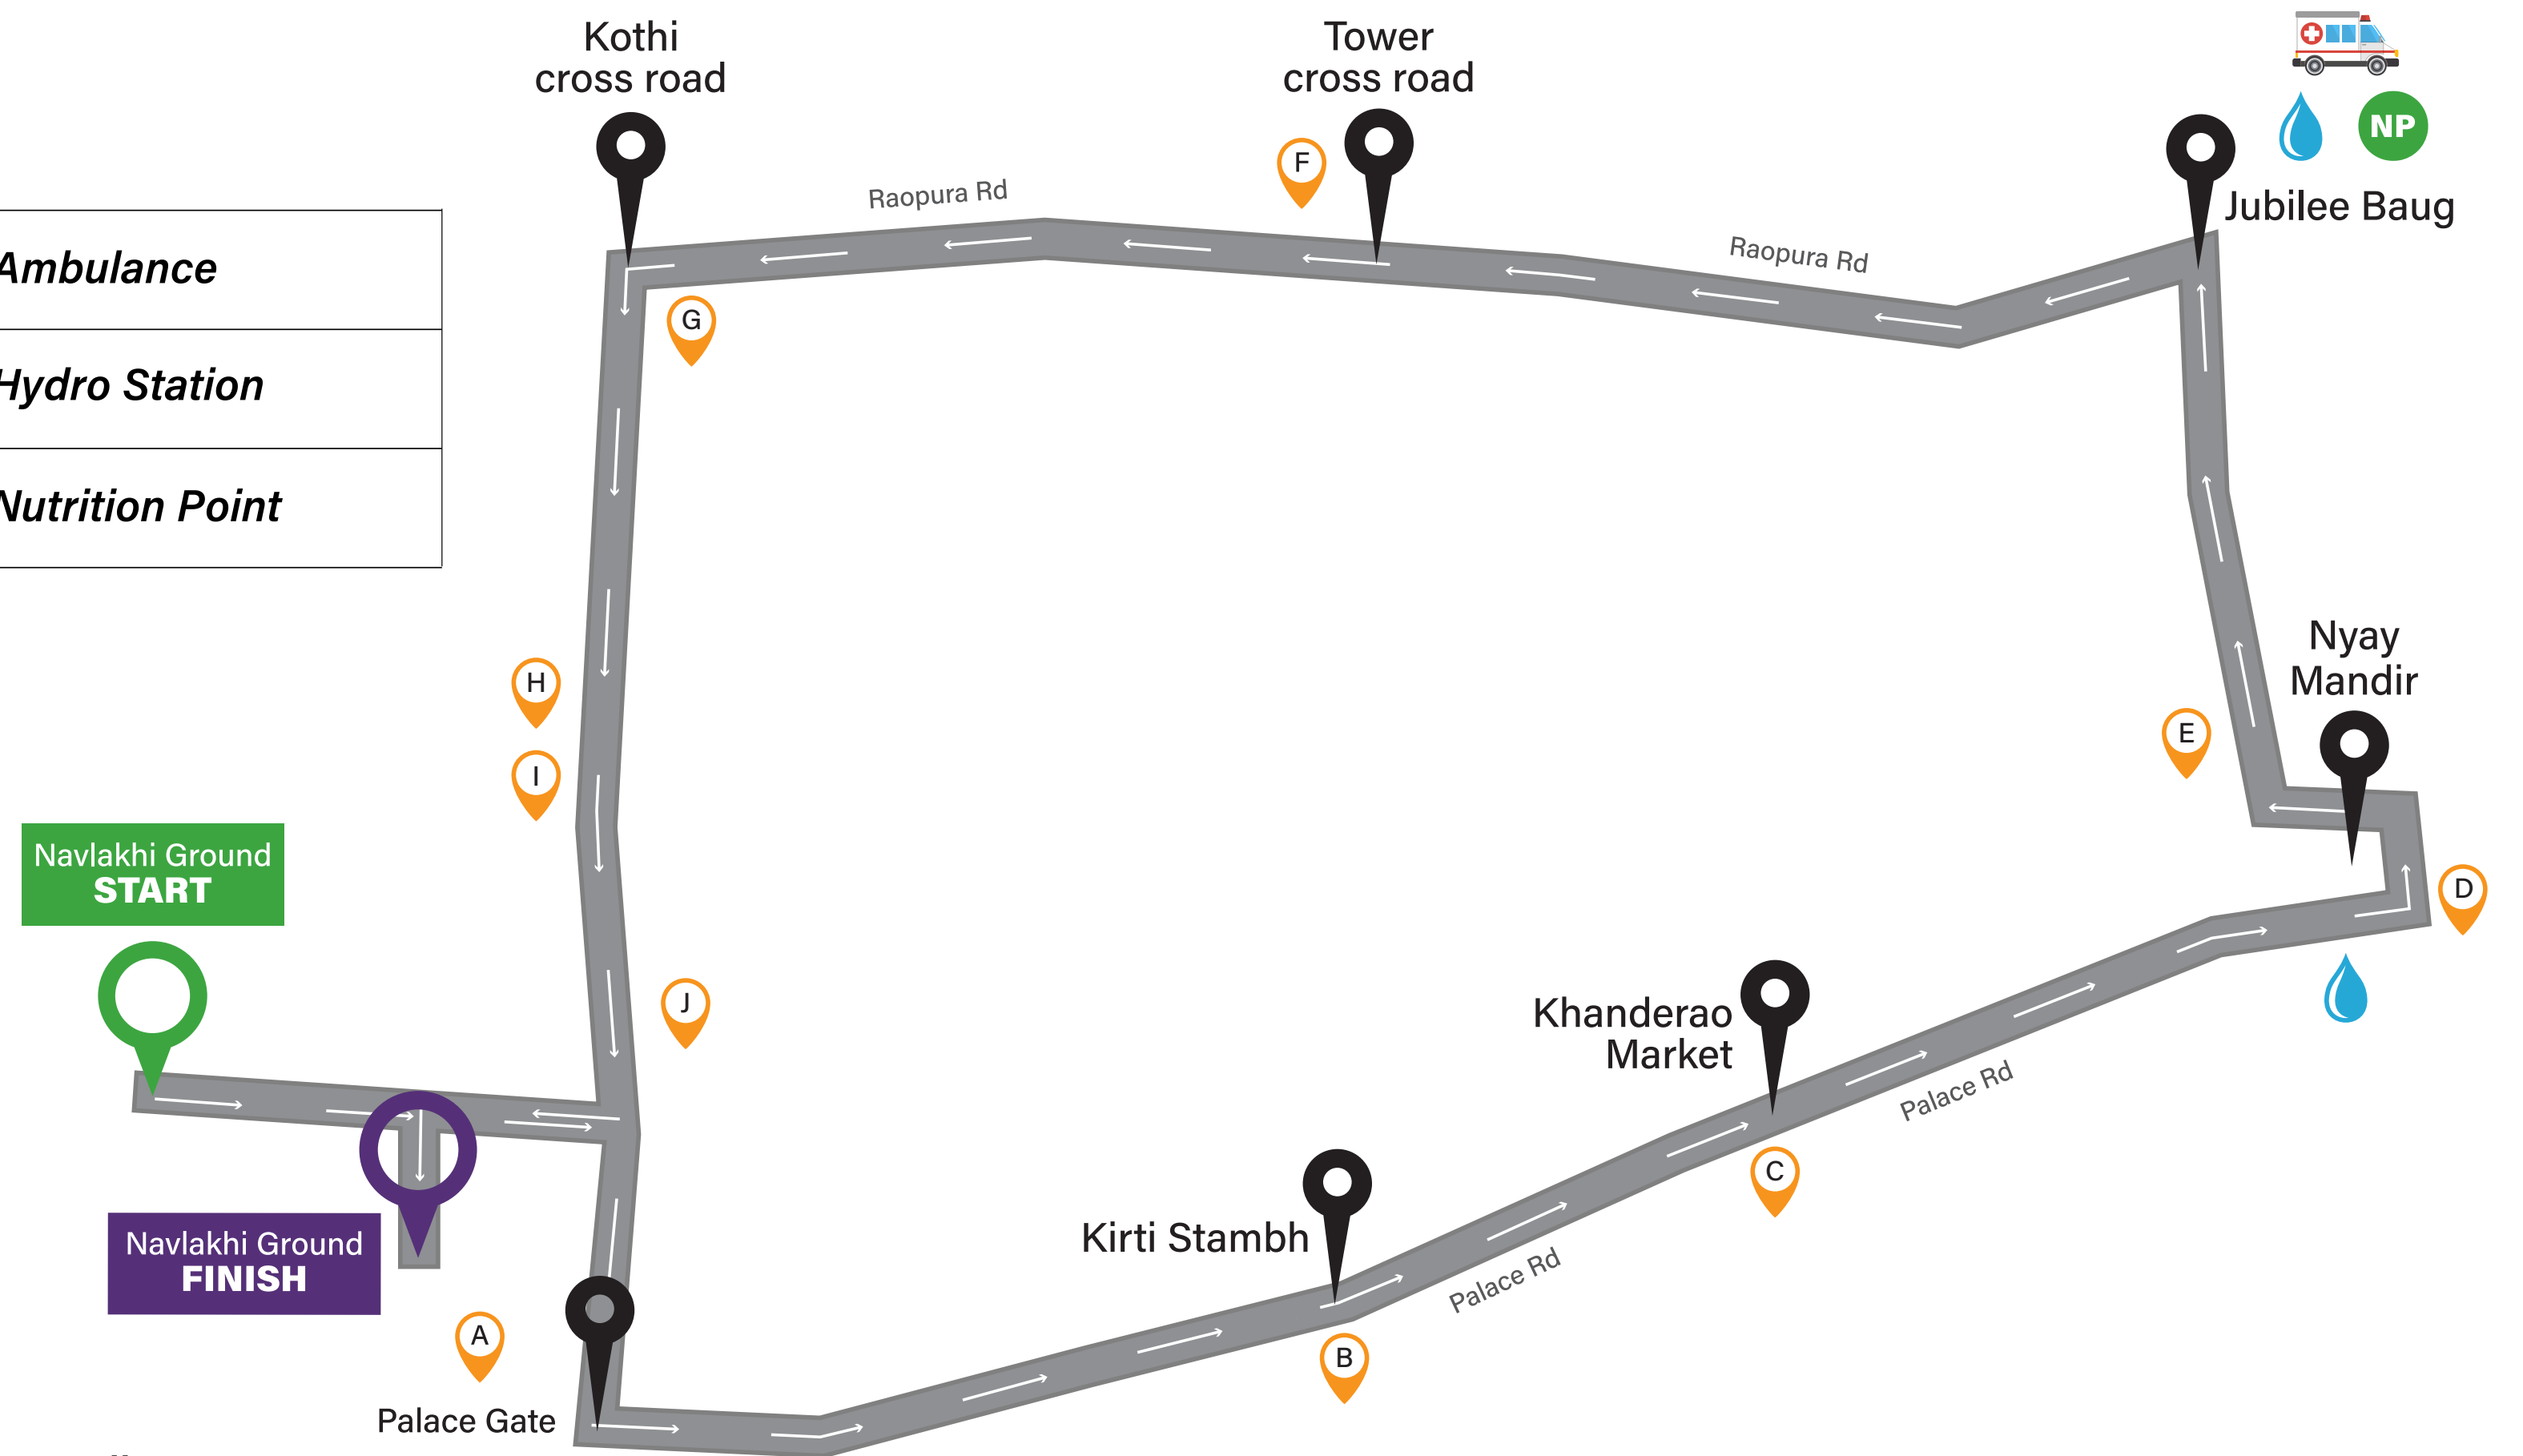 Kothi
cross road
Tower
cross road
NP
Jubilee Baug
F
Raopura Rd
Raopura Rd
G
Ambulance
Hydro Station
Nutrition Point
H
I
Nyay
Mandir
E
D
Navlakhi Ground
START
J
Khanderao
Market
Palace Rd
C
Kirti Stambh
Palace Rd
B
Navlakhi Ground
FINISH
A
Palace Gate